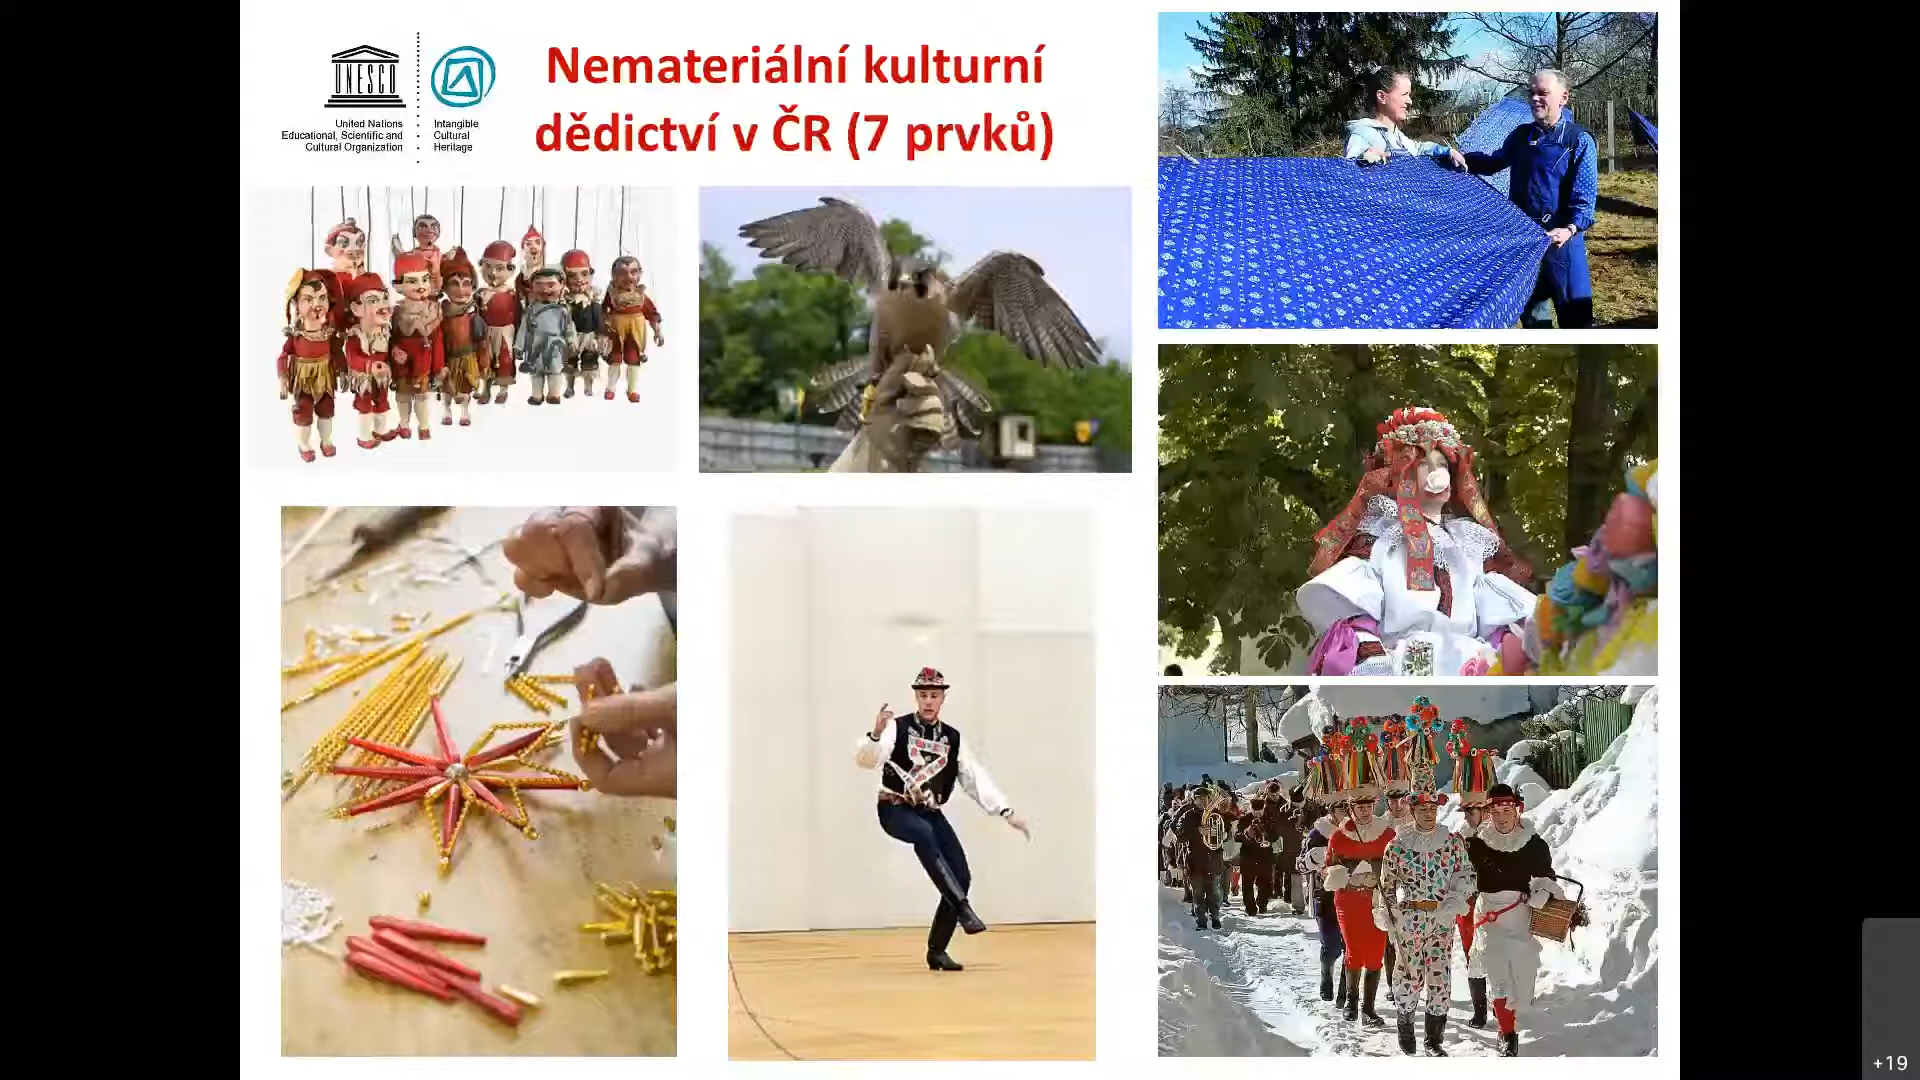 UNESCO
United Nations
Educational, Scientific and
Cultural Organization
Intangible
Cultural
Heritage
Nemateriální kulturní
dědictví v ČR (7 prvků)
+19